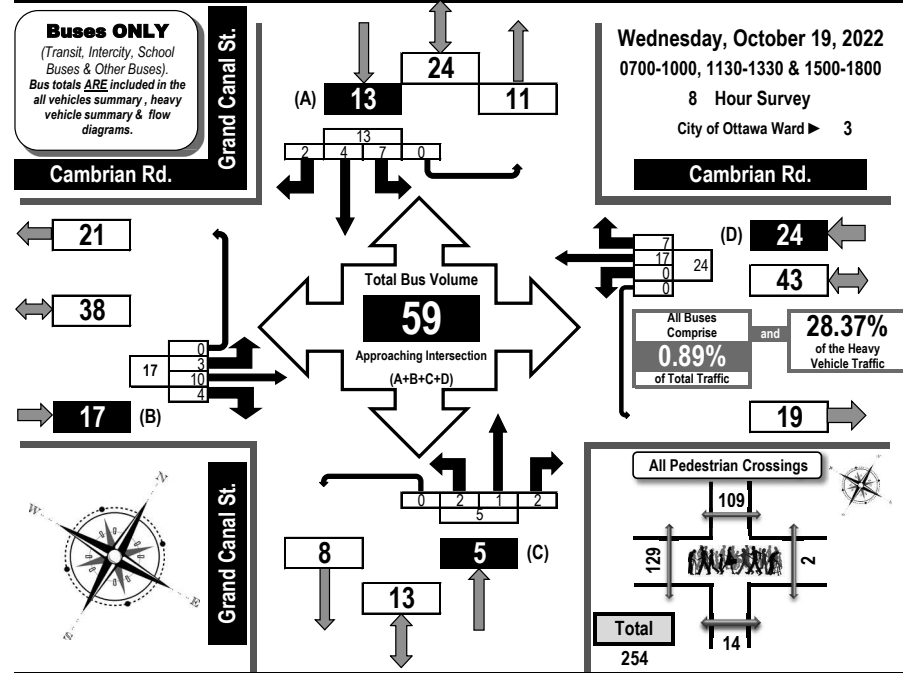 Buses ONLY
(Transit, Intercity, School
Buses & Other Buses).
Bus totals ARE included in the
all vehicles summary , heavy
vehicle summary & flow
diagrams.
Grand Canal St.
Cambrian Rd.
24
(A) 13
11
13
2 4 7 0
Wednesday, October 19, 2022
0700-1000, 1130-1330 & 1500-1800
8 Hour Survey
City of Ottawa Ward ► 3
Cambrian Rd.
21
38
0
3
10
4
17
17 (B)
Total Bus Volume
59
Approaching Intersection
(A+B+C+D)
7
17
0
0
24
(D) 24
43
All Buses
Comprise
0.89%
of Total Traffic
and
28.37%
of the Heavy
Vehicle Traffic
19
N
W
E
S
Grand Canal St.
0 2 1 2
5
8
5 (C)
13
All Pedestrian Crossings
109
129
2
14
Total
254